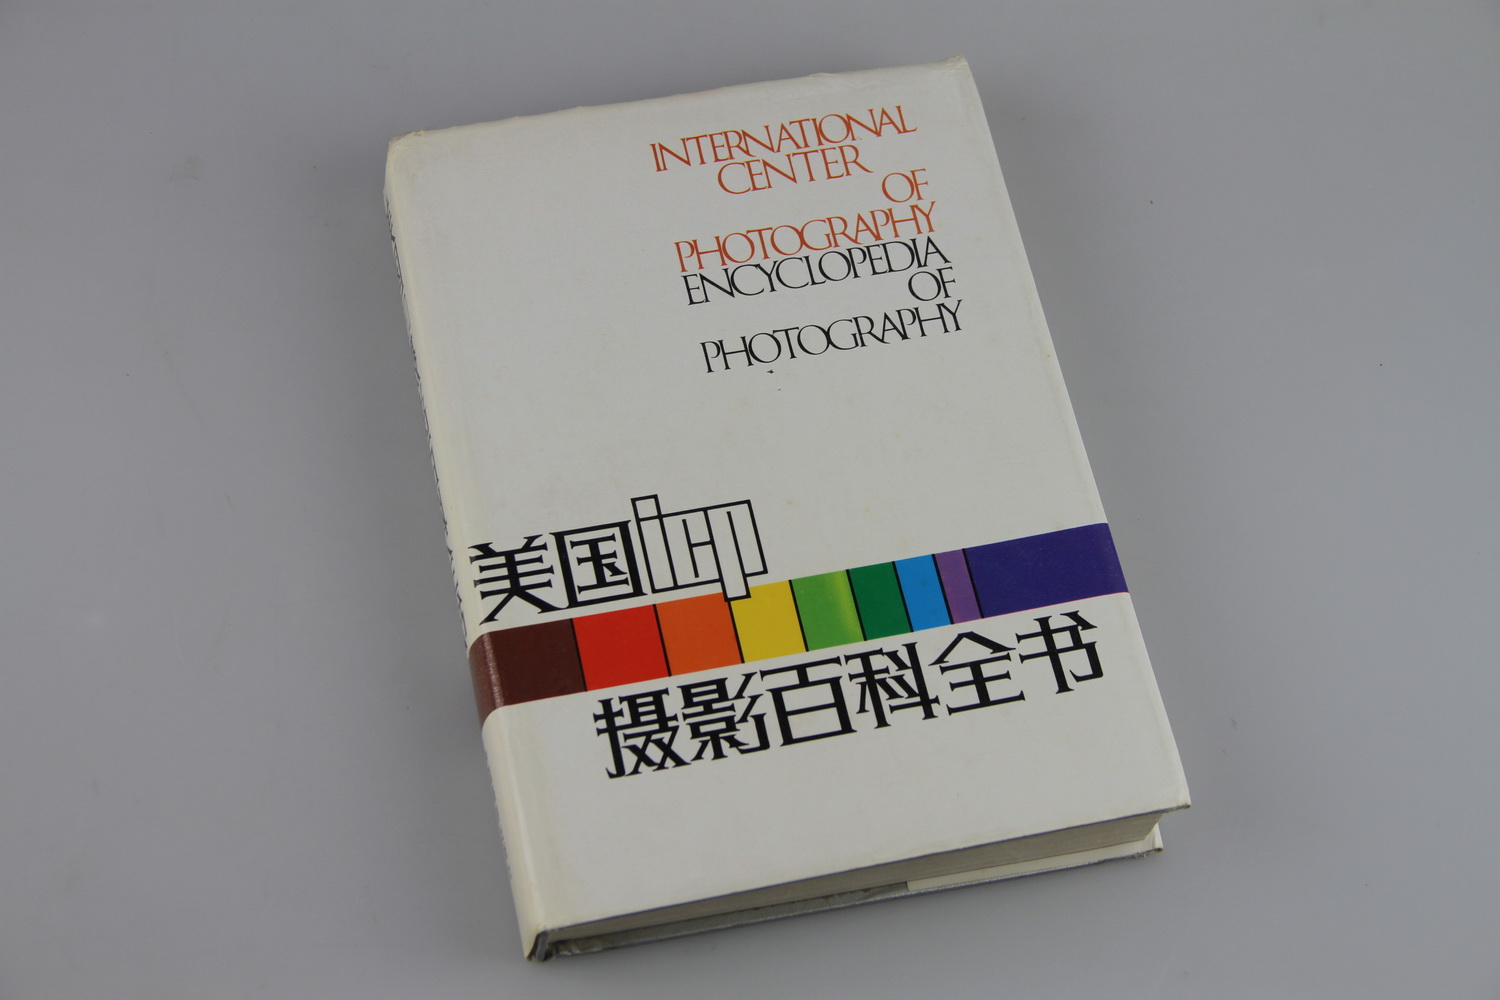 INTERNATIONAL
CENTER
OF
PHOTOGRAPHY
ENCYCLOPEDIA
OF
PHOTOGRAPHY
美国icp
摄影百科全书